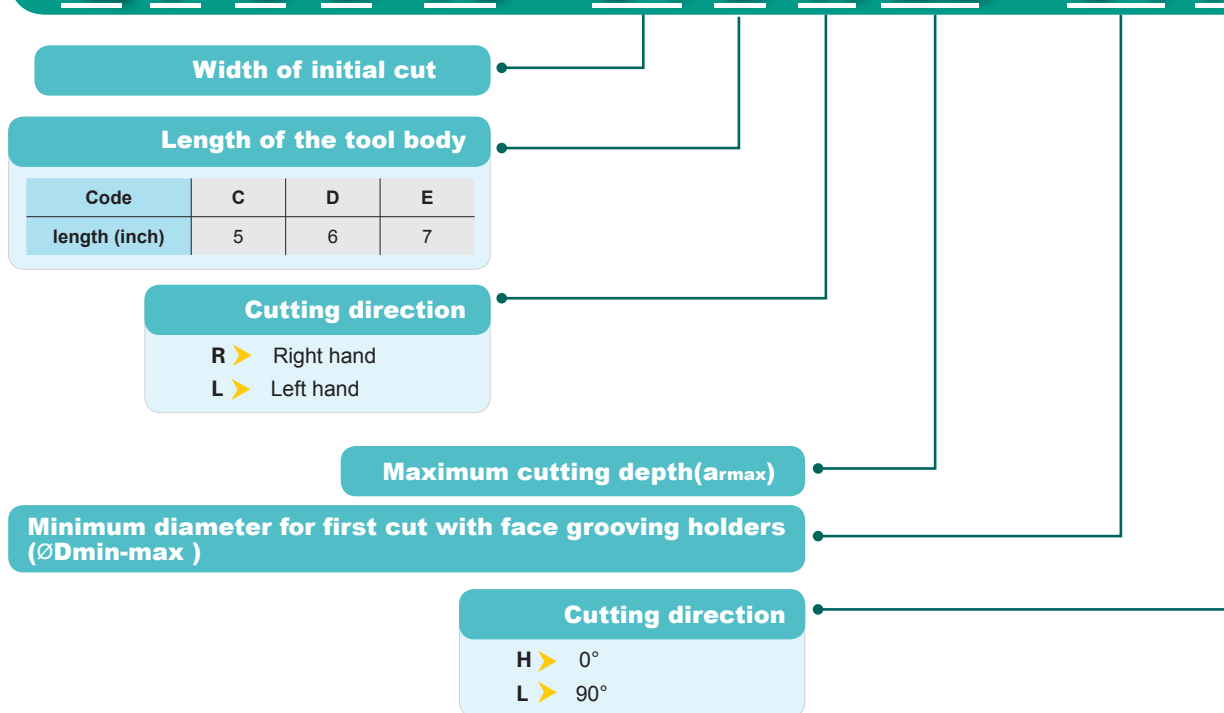 Width of initial cut
Length of the tool body
Code C D E
length (inch) 5 6 7
Cutting direction
R Right hand
L Left hand
Maximum cutting depth(armax)
Minimum diameter for first cut with face grooving holders
(ØDmin-max )
Cutting direction
H 0°
L 90°